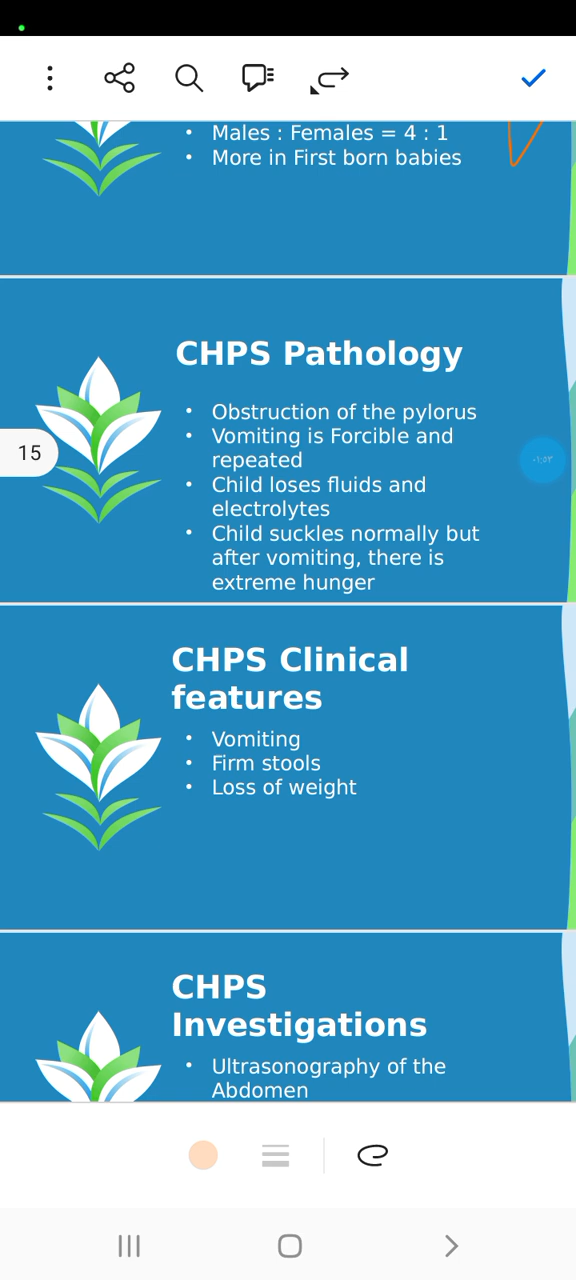 • Males : Females = 4 : 1
• More in First born babies
CHPS Pathology
• Obstruction of the pylorus
• Vomiting is Forcible and
repeated
15
• Child loses fluids and
electrolytes
• Child suckles normally but
after vomiting, there is
extreme hunger
CHPS Clinical
features
• Vomiting
• Firm stools
• Loss of weight
CHPS
Investigations
• Ultrasonography of the
Abdomen